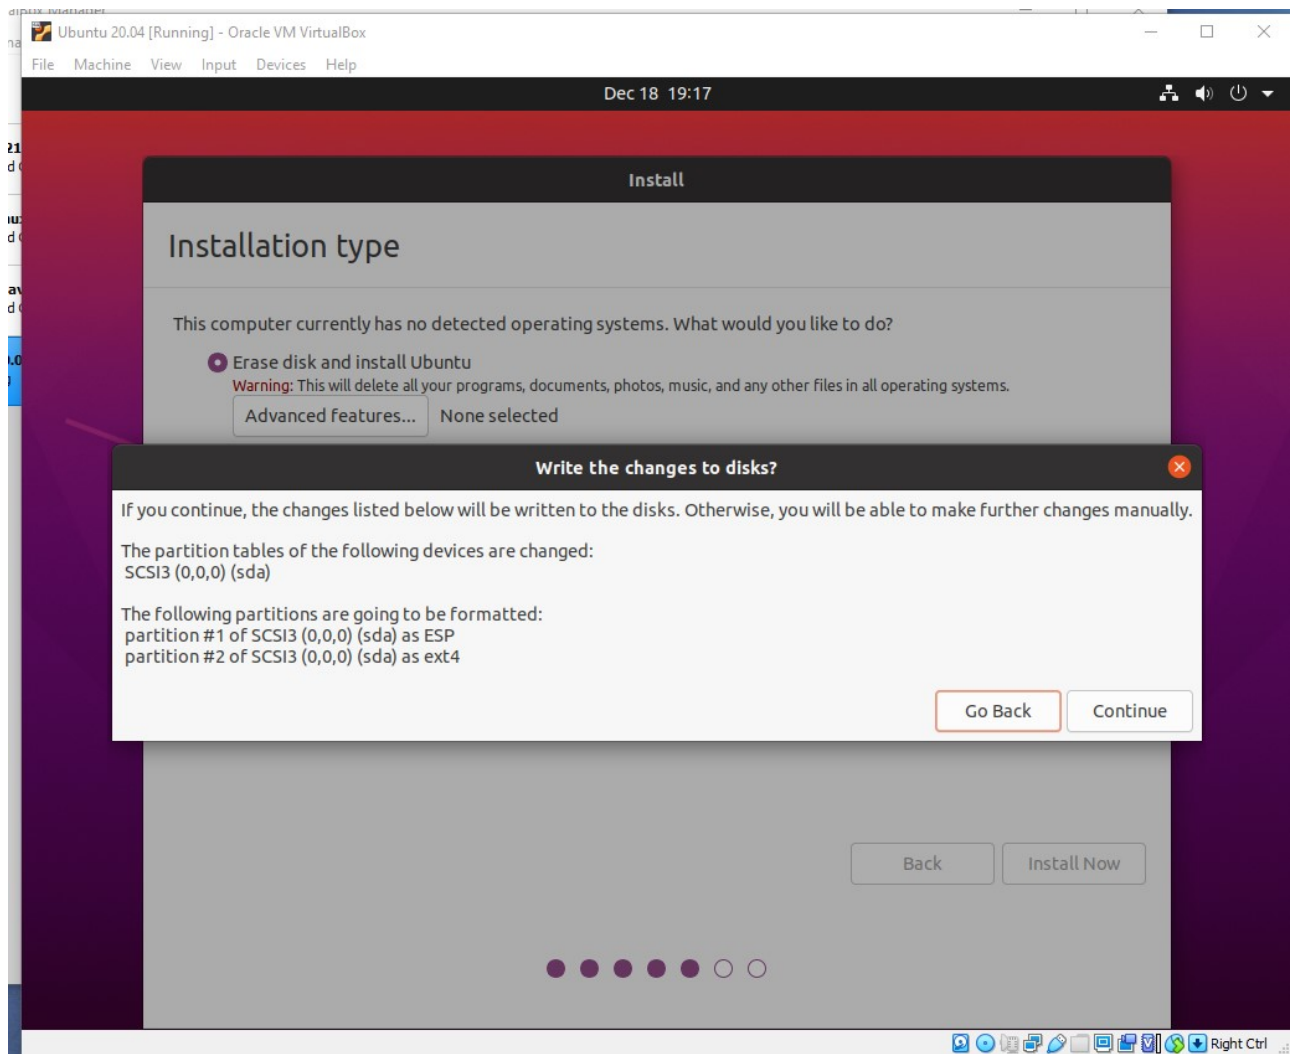 Ubuntu 20.04 [Running] - Oracle VM VirtualBox
File Machine View Input Devices Help
Dec 18 19:17
Install
Installation type
This computer currently has no detected operating systems. What would you like to do?
Erase disk and install Ubuntu
Warning: This will delete all your programs, documents, photos, music, and any other files in all operating systems.
Advanced features... None selected
Write the changes to disks?
If you continue, the changes listed below will be written to the disks. Otherwise, you will be able to make further changes manually.
The partition tables of the following devices are changed:
SCSI3 (0,0,0) (sda)
The following partitions are going to be formatted:
partition #1 of SCSI3 (0,0,0) (sda) as ESP
partition #2 of SCSI3 (0,0,0) (sda) as ext4
Go Back Continue
Back Install Now
Right Ctrl